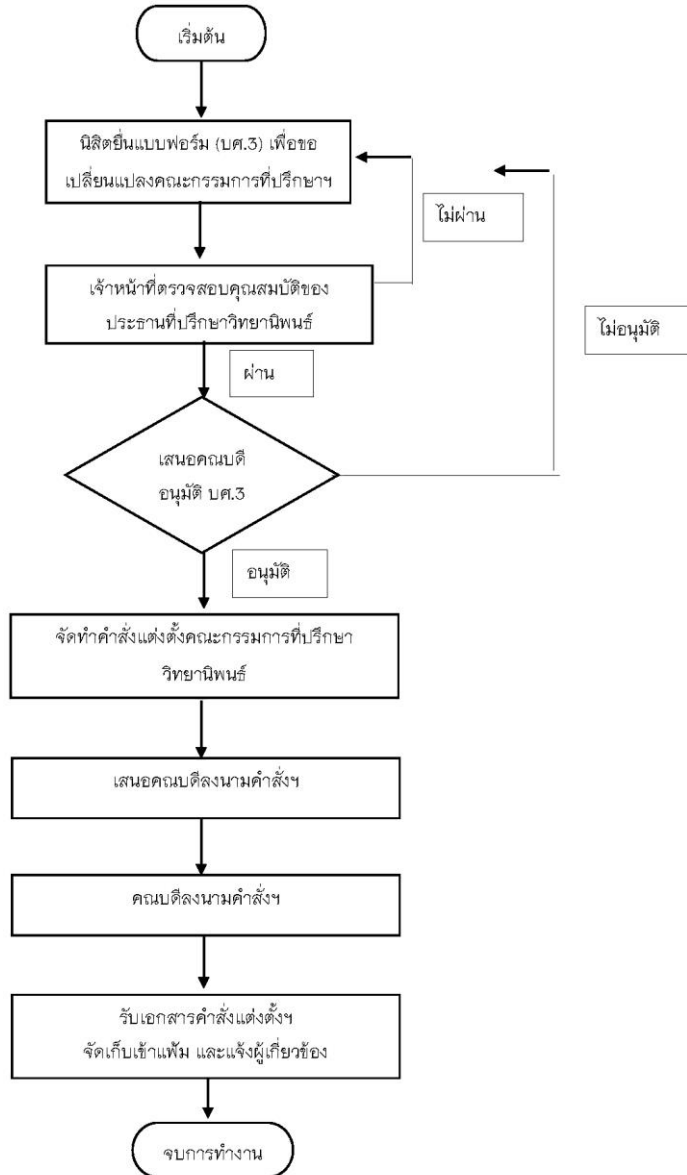 เริ่มต้น
นิสิตยื่นแบบฟอร์ม (บศ.3) เพื่อขอ
เปลี่ยนแปลงคณะกรรมการที่ปรึกษาฯ
ไม่ผ่าน
เจ้าหน้าที่ตรวจสอบคุณสมบัติของ
ประธานที่ปรึกษาวิทยานิพนธ์
ไม่อนุมัติ
ผ่าน
เสนอคณบดี
อนุมัติ บศ.3
อนุมัติ
จัดทำคำสั่งแต่งตั้งคณะกรรมการที่ปรึกษา
วิทยานิพนธ์
เสนอคณบดีลงนามคำสั่งฯ
คณบดีลงนามคำสั่งฯ
รับเอกสารคำสั่งแต่งตั้งฯ
จัดเก็บเข้าแฟ้ม และแจ้งผู้เกี่ยวข้อง
จบการทำงาน